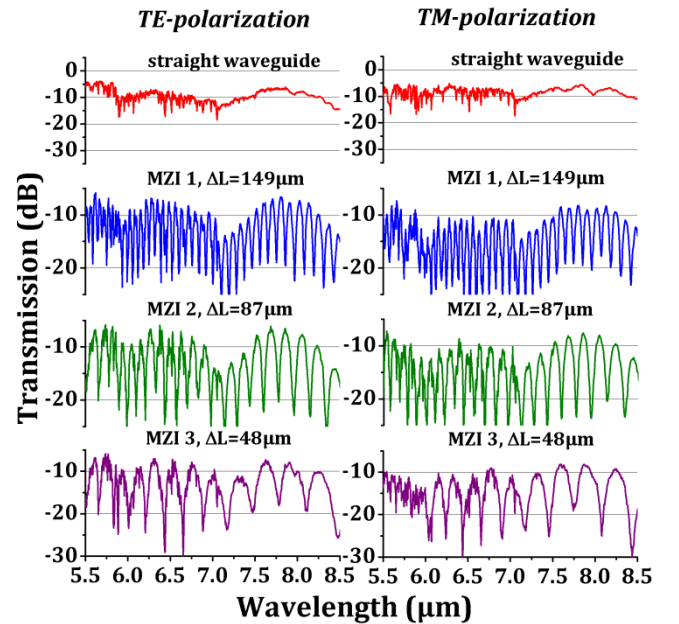 TE-polarization
TM-polarization
straight waveguide
straight waveguide
0
-10
-20
-30
0
-10
-20
-30
MZI 1, ΔL=149μm
MZI 1, ΔL=149μm
-10
-20
-10
-20
MZI 2, ΔL=87μm
MZI 2, ΔL=87μm
-10
-20
-10
-20
MZI 3, ΔL=48μm
MZI 3, ΔL=48μm
-10
-20
-30
-10
-20
-30
5.5 6.0 6.5 7.0 7.5 8.0 8.5
5.5 6.0 6.5 7.0 7.5 8.0 8.5
Transmission (dB)
Wavelength (μm)